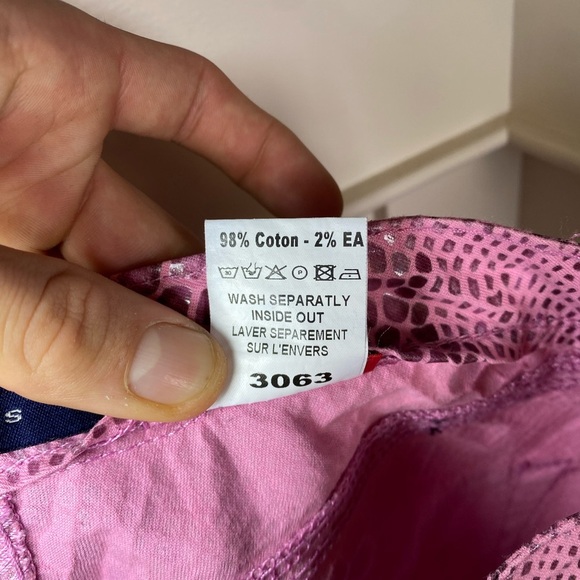 98% Coton - 2% EA
WASH SEPARATLY
INSIDE OUT
LAVER SEPAREMENT
SUR L'ENVERS
3063
S